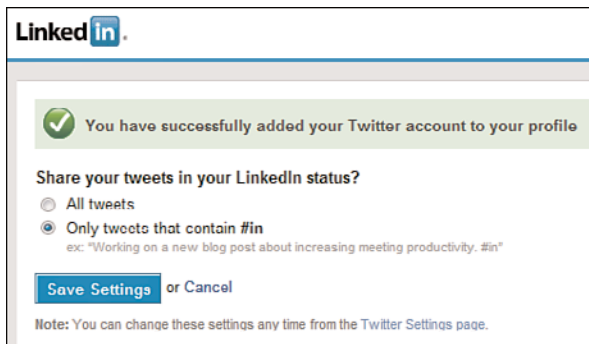 Linked in.
You have successfully added your Twitter account to your profile
Share your tweets in your LinkedIn status?
All tweets
Only tweets that contain #in
ex: "Working on a new blog post about increasing meeting productivity. #in"
Save Settings or Cancel
Note: You can change these settings any time from the Twitter Settings page.